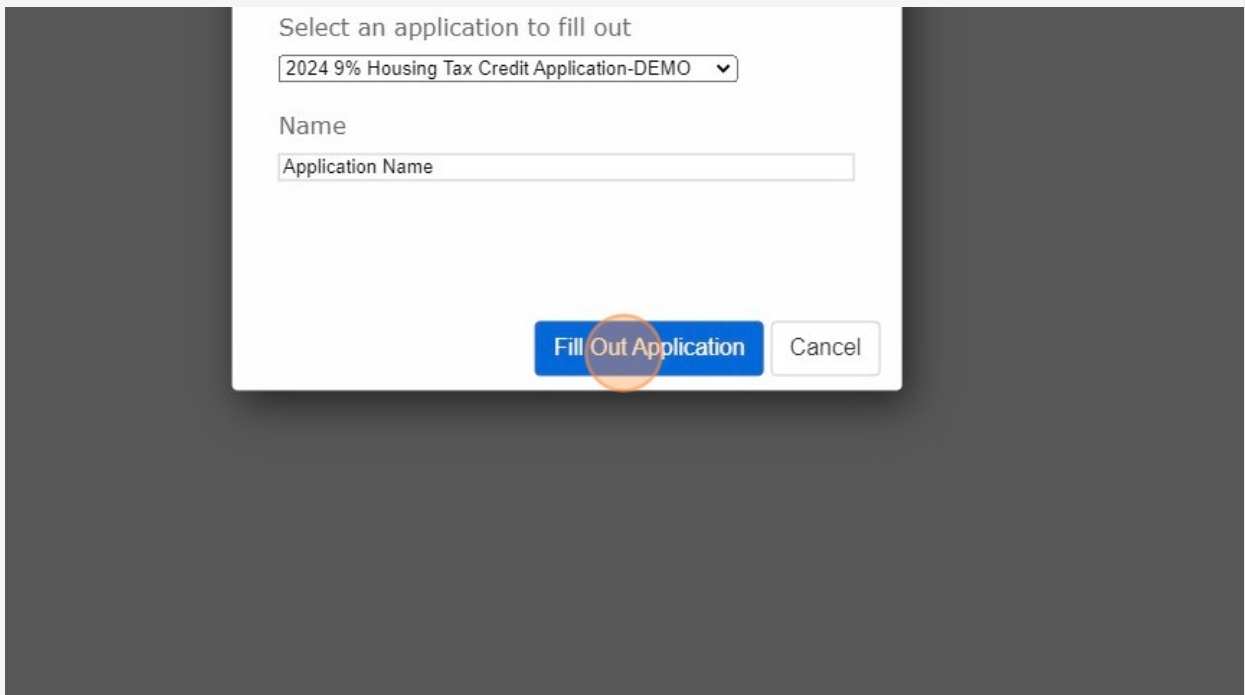 Select an application to fill out
2024 9% Housing Tax Credit Application-DEMO
Name
Application Name
Fill Out Application
Cancel